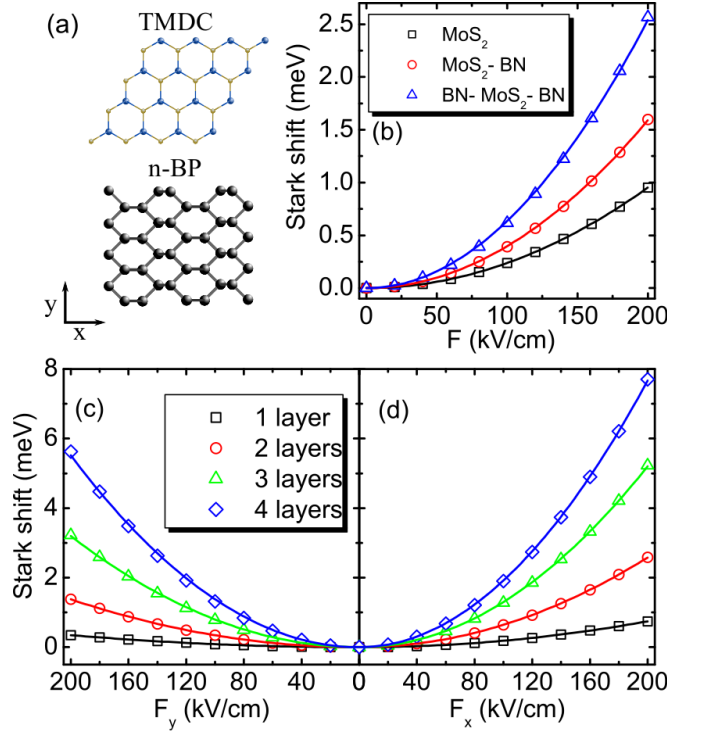 (a)
TMDC
n-BP
y
x
Stark shift (meV)
2.5
2.0
1.5
1.0
0.5
0.0
MoS₂
MoS₂- BN
BN- MoS₂- BN
(b)
0 50 100 150 200
F (kV/cm)
Stark shift (meV)
8
6
4
2
0
(c)
1 layer
2 layers
3 layers
4 layers
(d)
200 160 120 80 40 0 40 80 120 160 200
F_y (kV/cm)
F_x (kV/cm)